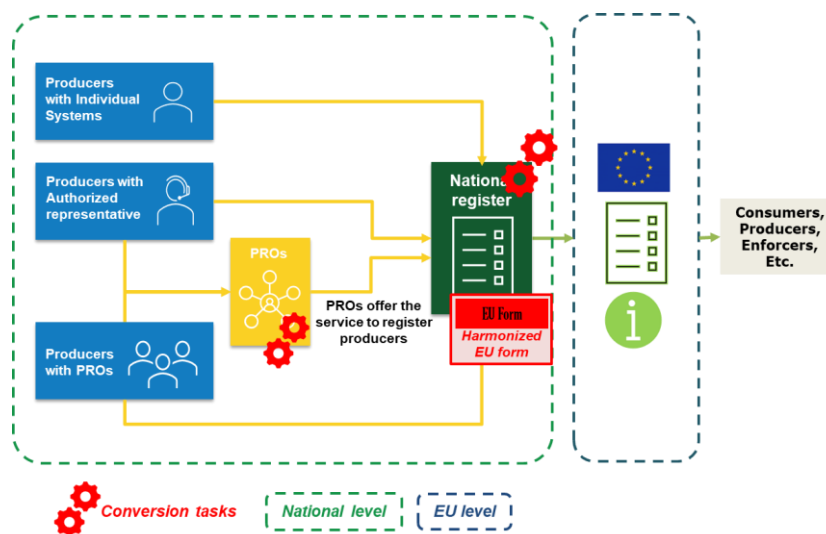 Producers
with Individual
Systems
Producers with
Authorized
representative
National
register
PROs
Consumers,
Producers,
Enforcers,
Etc.
PROs offer the
service to register
producers
EU Form
Harmonized
EU form
Producers
with PROs
Conversion tasks
National level
EU level